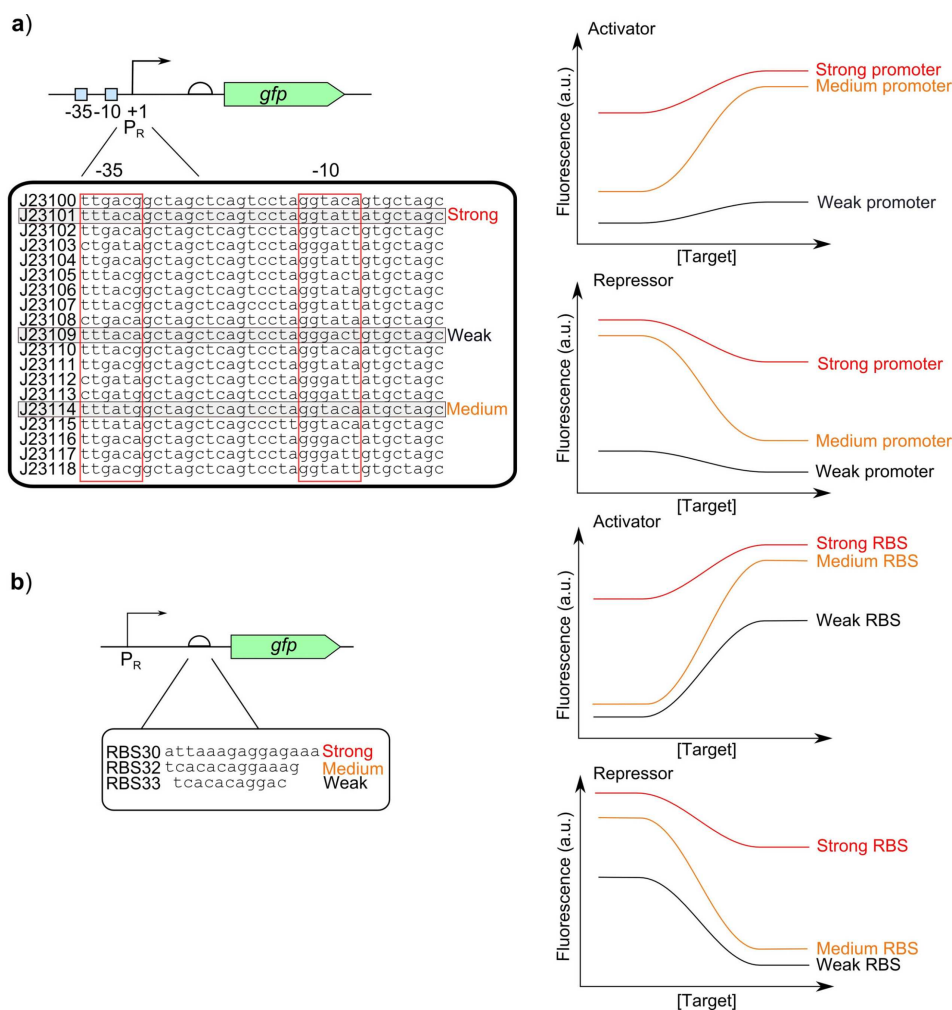 a)
gfp
-35 -10 +1
P_R
-35 -10
J23100 ttgacggctagctcagtcctaggtacagtgctagc
J23101 tttacagctagctcagtcctaggtattatgctagc Strong
J23102 ttgacagctagctcagtcctaggtactgtgctagc
J23103 ctgatagctagctcagtcctagggattatgctagc
J23104 ttgacagctagctcagtcctaggtattgtgctagc
J23105 tttacggctagctcagtcctaggtactatgctagc
J23106 tttacggctagctcagtcctaggtatagtgctagc
J23107 tttacggctagctcagccctaggtattatgctagc
J23108 ctgacagctagctcagtcctaggtataatgctagc
J23109 tttacagctagctcagtcctagggactgtgctagc Weak
J23110 tttacggctagctcagtcctaggtacaatgctagc
J23111 ttgacggctagctcagtcctaggtatagtgctagc
J23112 ctgatagctagctcagtcctagggattatgctagc
J23113 ctgatggctagctcagtcctagggattatgctagc
J23114 tttatggctagctcagtcctaggtacaatgctagc Medium
J23115 tttatagctagctcagcccttggtacaatgctagc
J23116 ttgacagctagctcagtcctagggactatgctagc
J23117 ttgacagctagctcagtcctagggattgtgctagc
J23118 ttgacggctagctcagtcctaggtattgtgctagc
Activator
Fluorescence (a.u.)
Strong promoter
Medium promoter
Weak promoter
[Target]
Repressor
Fluorescence (a.u.)
Strong promoter
Medium promoter
Weak promoter
[Target]
b)
P_R
gfp
RBS30 attaaagaggagaaa Strong
RBS32 tcacacaggaaag Medium
RBS33 tcacacaggac Weak
Activator
Fluorescence (a.u.)
Strong RBS
Medium RBS
Weak RBS
[Target]
Repressor
Fluorescence (a.u.)
Strong RBS
Medium RBS
Weak RBS
[Target]